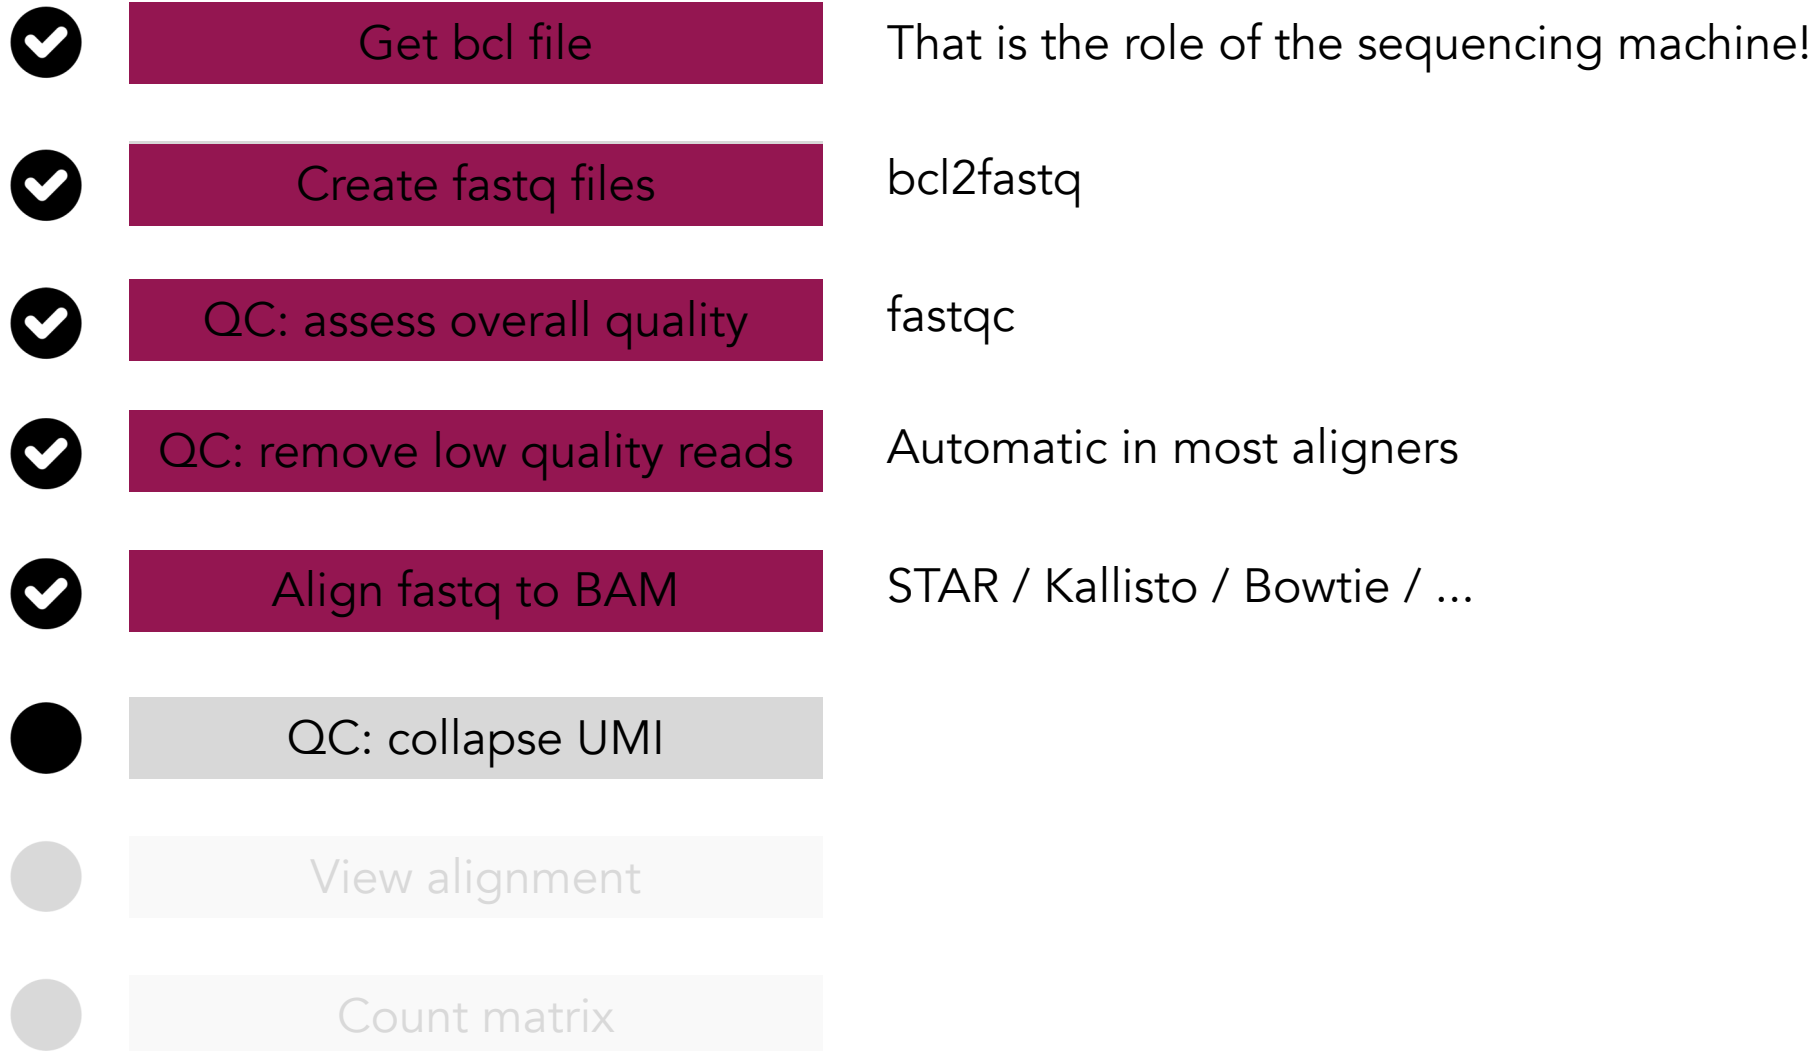 Get bcl file
That is the role of the sequencing machine!
Create fastq files
bcl2fastq
QC: assess overall quality
fastqc
QC: remove low quality reads
Automatic in most aligners
Align fastq to BAM
STAR / Kallisto / Bowtie / ...
QC: collapse UMI
View alignment
Count matrix